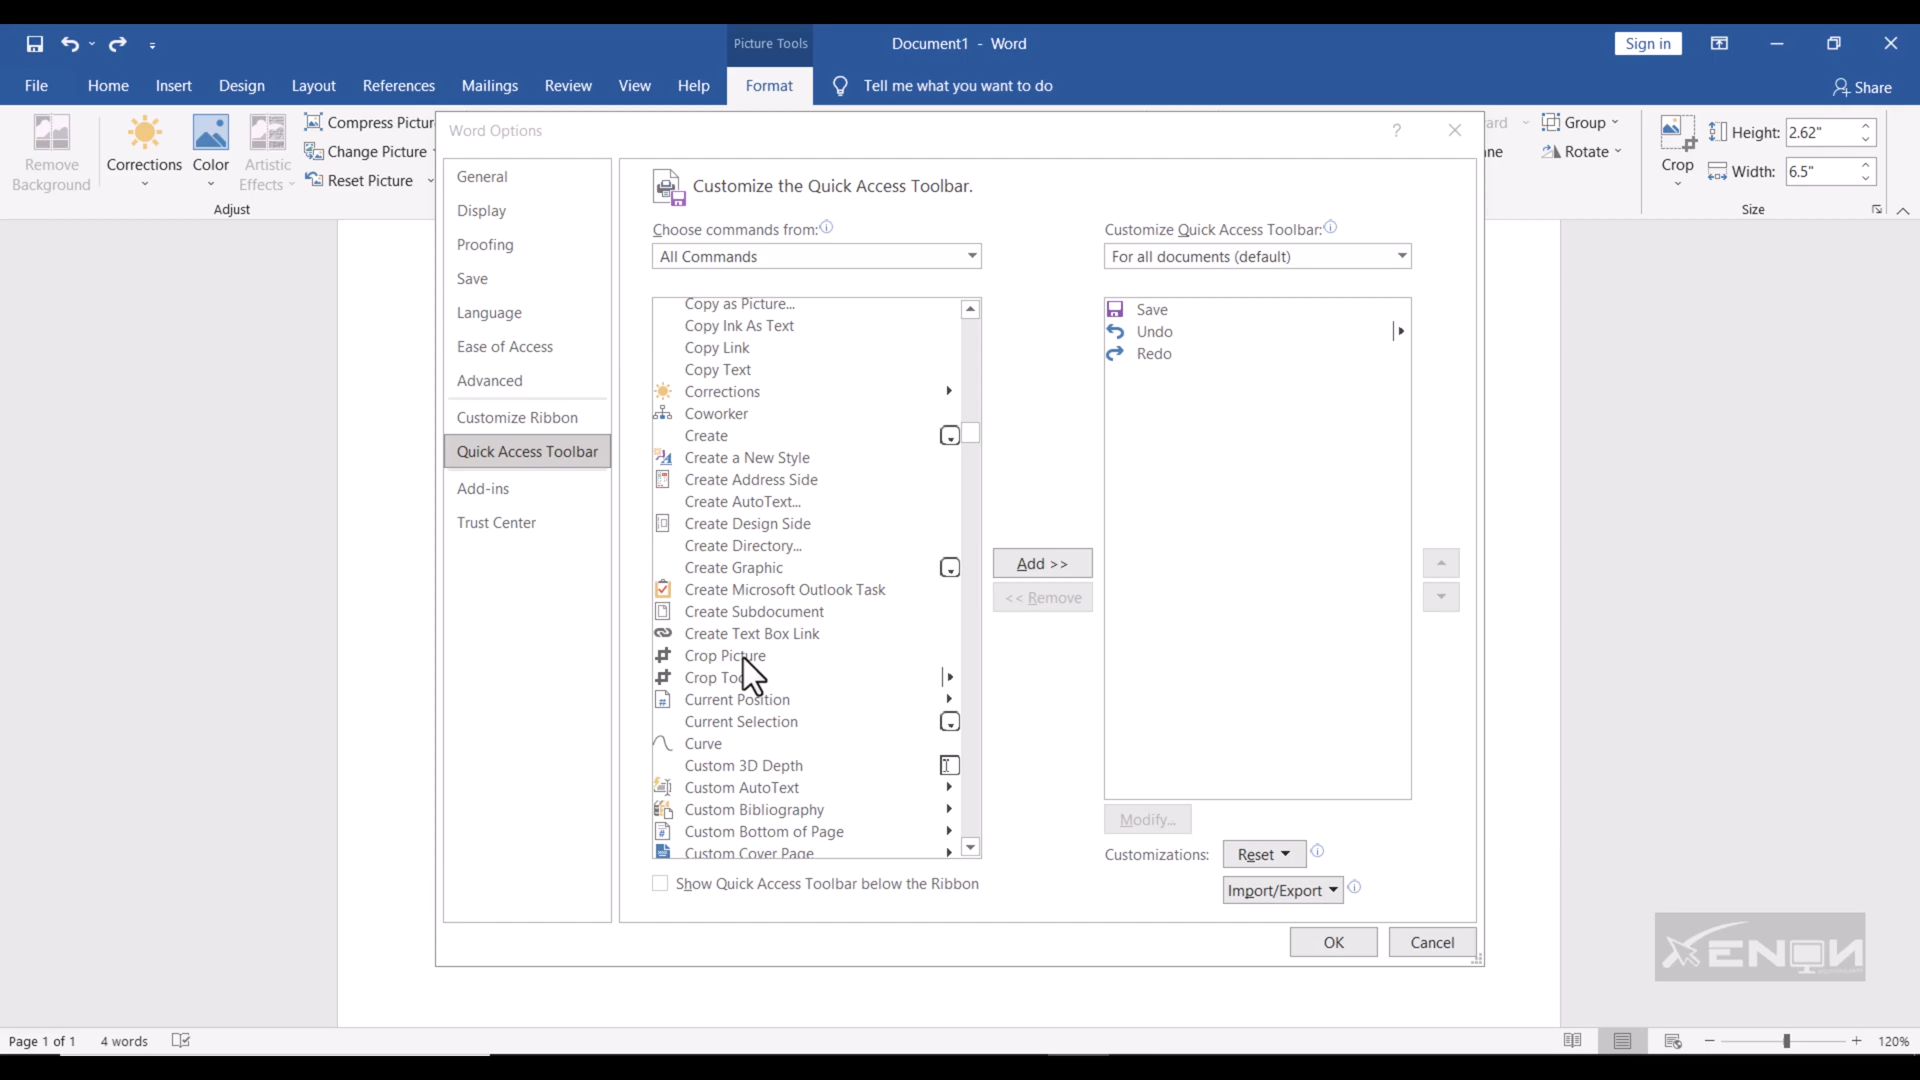 Picture Tools
Document1 - Word
Sign in
File
Home
Insert
Design
Layout
References
Mailings
Review
View
Help
Format
Tell me what you want to do
Share
Remove Background
Corrections
Color
Artistic Effects
Compress Pictur
Change Picture
Reset Picture
Adjust
ard
ne
Group
Rotate
Crop
Height: 2.62"
Width: 6.5"
Size
Word Options
?
General
Display
Proofing
Save
Language
Ease of Access
Advanced
Customize Ribbon
Quick Access Toolbar
Add-ins
Trust Center
Customize the Quick Access Toolbar.
Choose commands from:
All Commands
Copy as Picture...
Copy Ink As Text
Copy Link
Copy Text
Corrections
Coworker
Create
Create a New Style
Create Address Side
Create AutoText...
Create Design Side
Create Directory...
Create Graphic
Create Microsoft Outlook Task
Create Subdocument
Create Text Box Link
Crop Picture
Crop Too
Current Position
Current Selection
Curve
Custom 3D Depth
Custom AutoText
Custom Bibliography
Custom Bottom of Page
Custom Cover Page
Show Quick Access Toolbar below the Ribbon
Add >>
<< Remove
Customize Quick Access Toolbar:
For all documents (default)
Save
Undo
Redo
Modify...
Customizations:
Reset
Import/Export
OK
Cancel
XENON
Page 1 of 1
4 words
120%